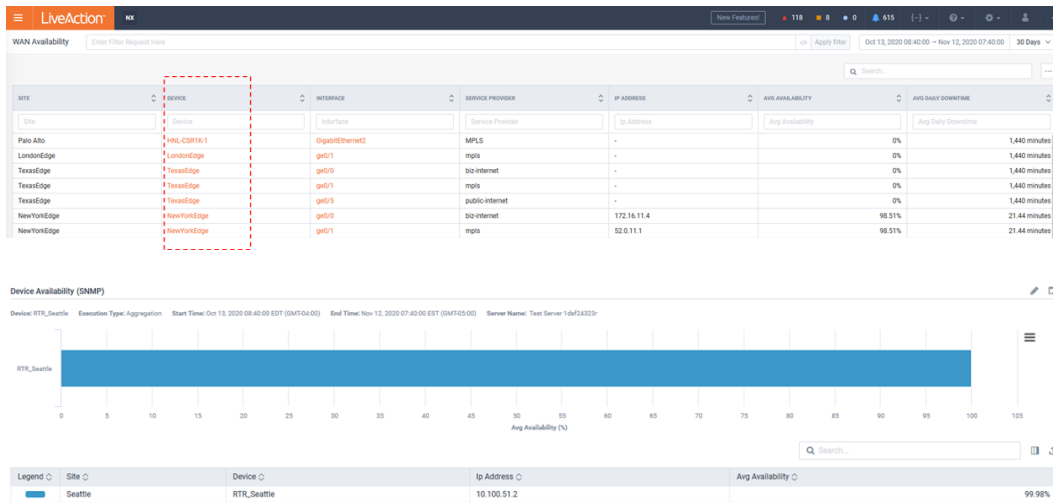 LiveAction NX New Features! 118 8 0 615
WAN Availability Enter Filter Request Here Apply filter Oct 13, 2020 08:40:00 – Nov 12, 2020 07:40:00 30 Days
Search...
SITE DEVICE INTERFACE SERVICE PROVIDER IP ADDRESS AVG AVAILABILITY AVG DAILY DOWNTIME
Site Device Interface Service Provider Ip Address Avg Availability Avg Daily Downtime
Palo Alto HNL-CSR1K-1 GigabitEthernet2 MPLS - 0% 1,440 minutes
LondonEdge LondonEdge ge0/1 mpls - 0% 1,440 minutes
TexasEdge TexasEdge ge0/0 biz-internet - 0% 1,440 minutes
TexasEdge TexasEdge ge0/1 mpls - 0% 1,440 minutes
TexasEdge TexasEdge ge0/5 public-internet - 0% 1,440 minutes
NewYorkEdge NewYorkEdge ge0/0 biz-internet 172.16.11.4 98.51% 21.44 minutes
NewYorkEdge NewYorkEdge ge0/1 mpls 52.0.11.1 98.51% 21.44 minutes
Device Availability (SNMP)
Device: RTR_Seattle Execution Type: Aggregation Start Time: Oct 13, 2020 08:40:00 EDT (GMT-04:00) End Time: Nov 12, 2020 07:40:00 EST (GMT-05:00) Server Name: Test Server 1def24323r
RTR_Seattle
0 5 10 15 20 25 30 35 40 45 50 55 60 65 70 75 80 85 90 95 100 105
Avg Availability (%)
Search...
Legend Site Device Ip Address Avg Availability
Seattle RTR_Seattle 10.100.51.2 99.98%